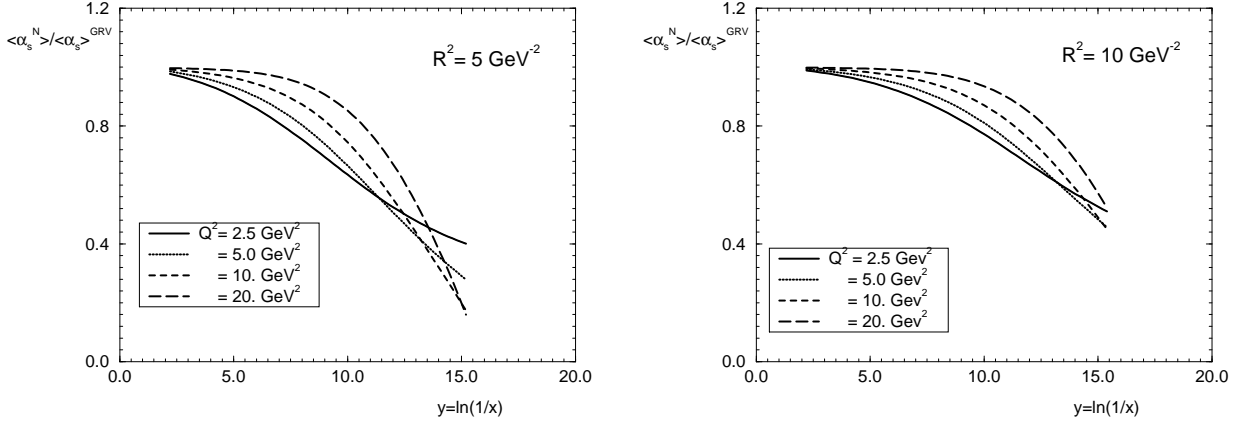 1.2
<α_s^N>/<α_s>^GRV
R^2= 5 GeV^-2
0.8
Q^2= 2.5 GeV^2
= 5.0 GeV^2
= 10. GeV^2
= 20. GeV^2
0.4
0.0
0.0 5.0 10.0 15.0 20.0
y=ln(1/x)
1.2
<α_s^N>/<α_s>^GRV
R^2= 10 GeV^-2
0.8
0.4
Q^2 = 2.5 Gev^2
= 5.0 Gev^2
= 10. Gev^2
= 20. Gev^2
0.0
0.0 5.0 10.0 15.0 20.0
y=ln(1/x)